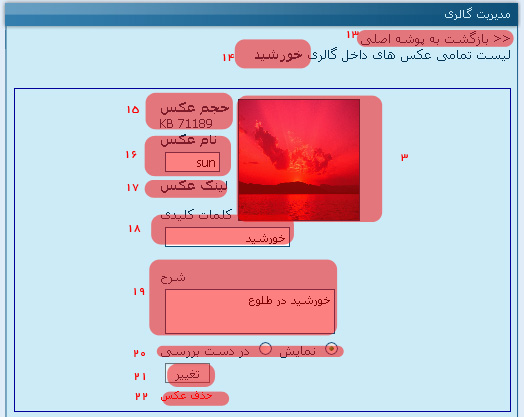 مدیریت گالری
۱۳ << بازگشت به پوشه اصلی
لیست تمامی عکس های داخل گالری خورشید ۱۴
۱۵ حجم عکس
KB 71189
۱۶ نام عکس
sun
۳
۱۷ لینک عکس
کلمات کلیدی
۱۸ خورشید
شرح
۱۹ خورشید در طلوع
نمایش در دست بررسی ۲۰
تغییر ۲۱
حذف عکس ۲۲